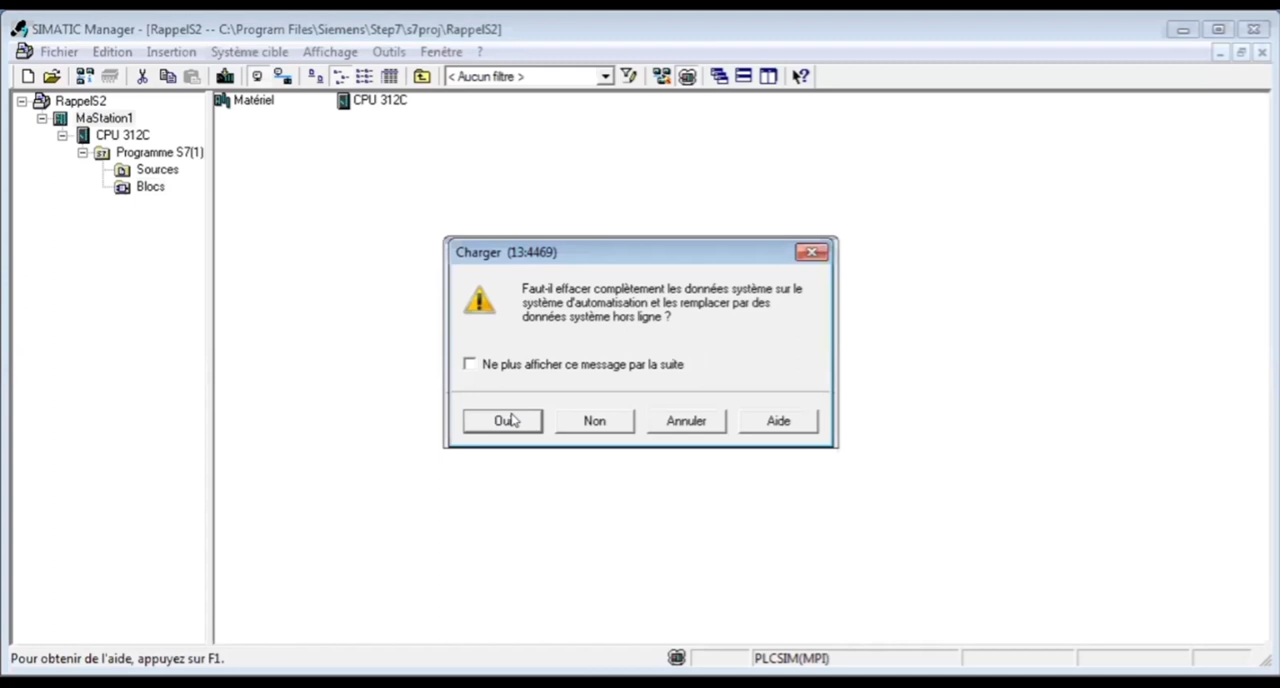 SIMATIC Manager - [RappelS2 -- C:\Program Files\Siemens\Step7\s7proj\RappelS2]
Fichier Edition Insertion Système cible Affichage Outils Fenêtre ?
< Aucun filtre >
RappelS2
MaStation1
CPU 312C
Programme S7(1)
Sources
Blocs
Matériel CPU 312C
Charger (13:4469)
Faut-il effacer complètement les données système sur le
système d'automatisation et les remplacer par des
données système hors ligne ?
Ne plus afficher ce message par la suite
Oui Non Annuler Aide
Pour obtenir de l'aide, appuyez sur F1. PLCSIM(MPI)